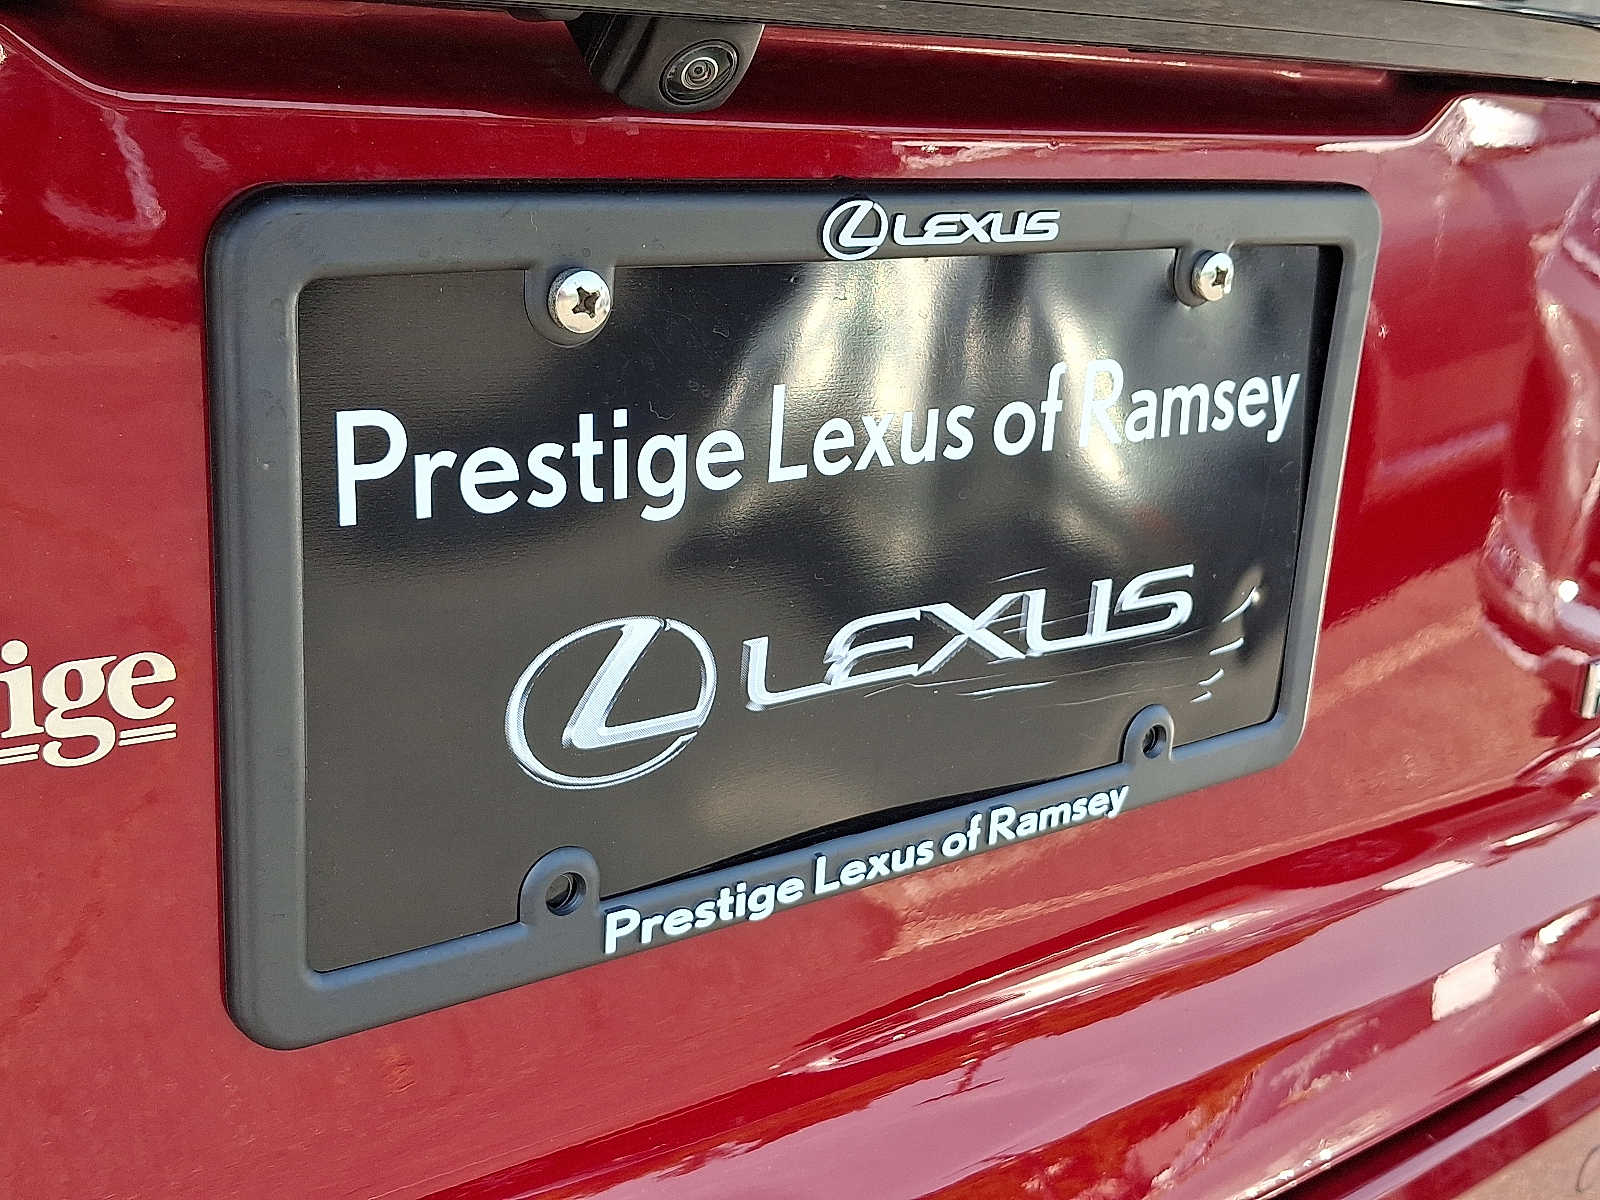 LEXUS
Prestige Lexus of Ramsey
LEXUS
Prestige Lexus of Ramsey
ige